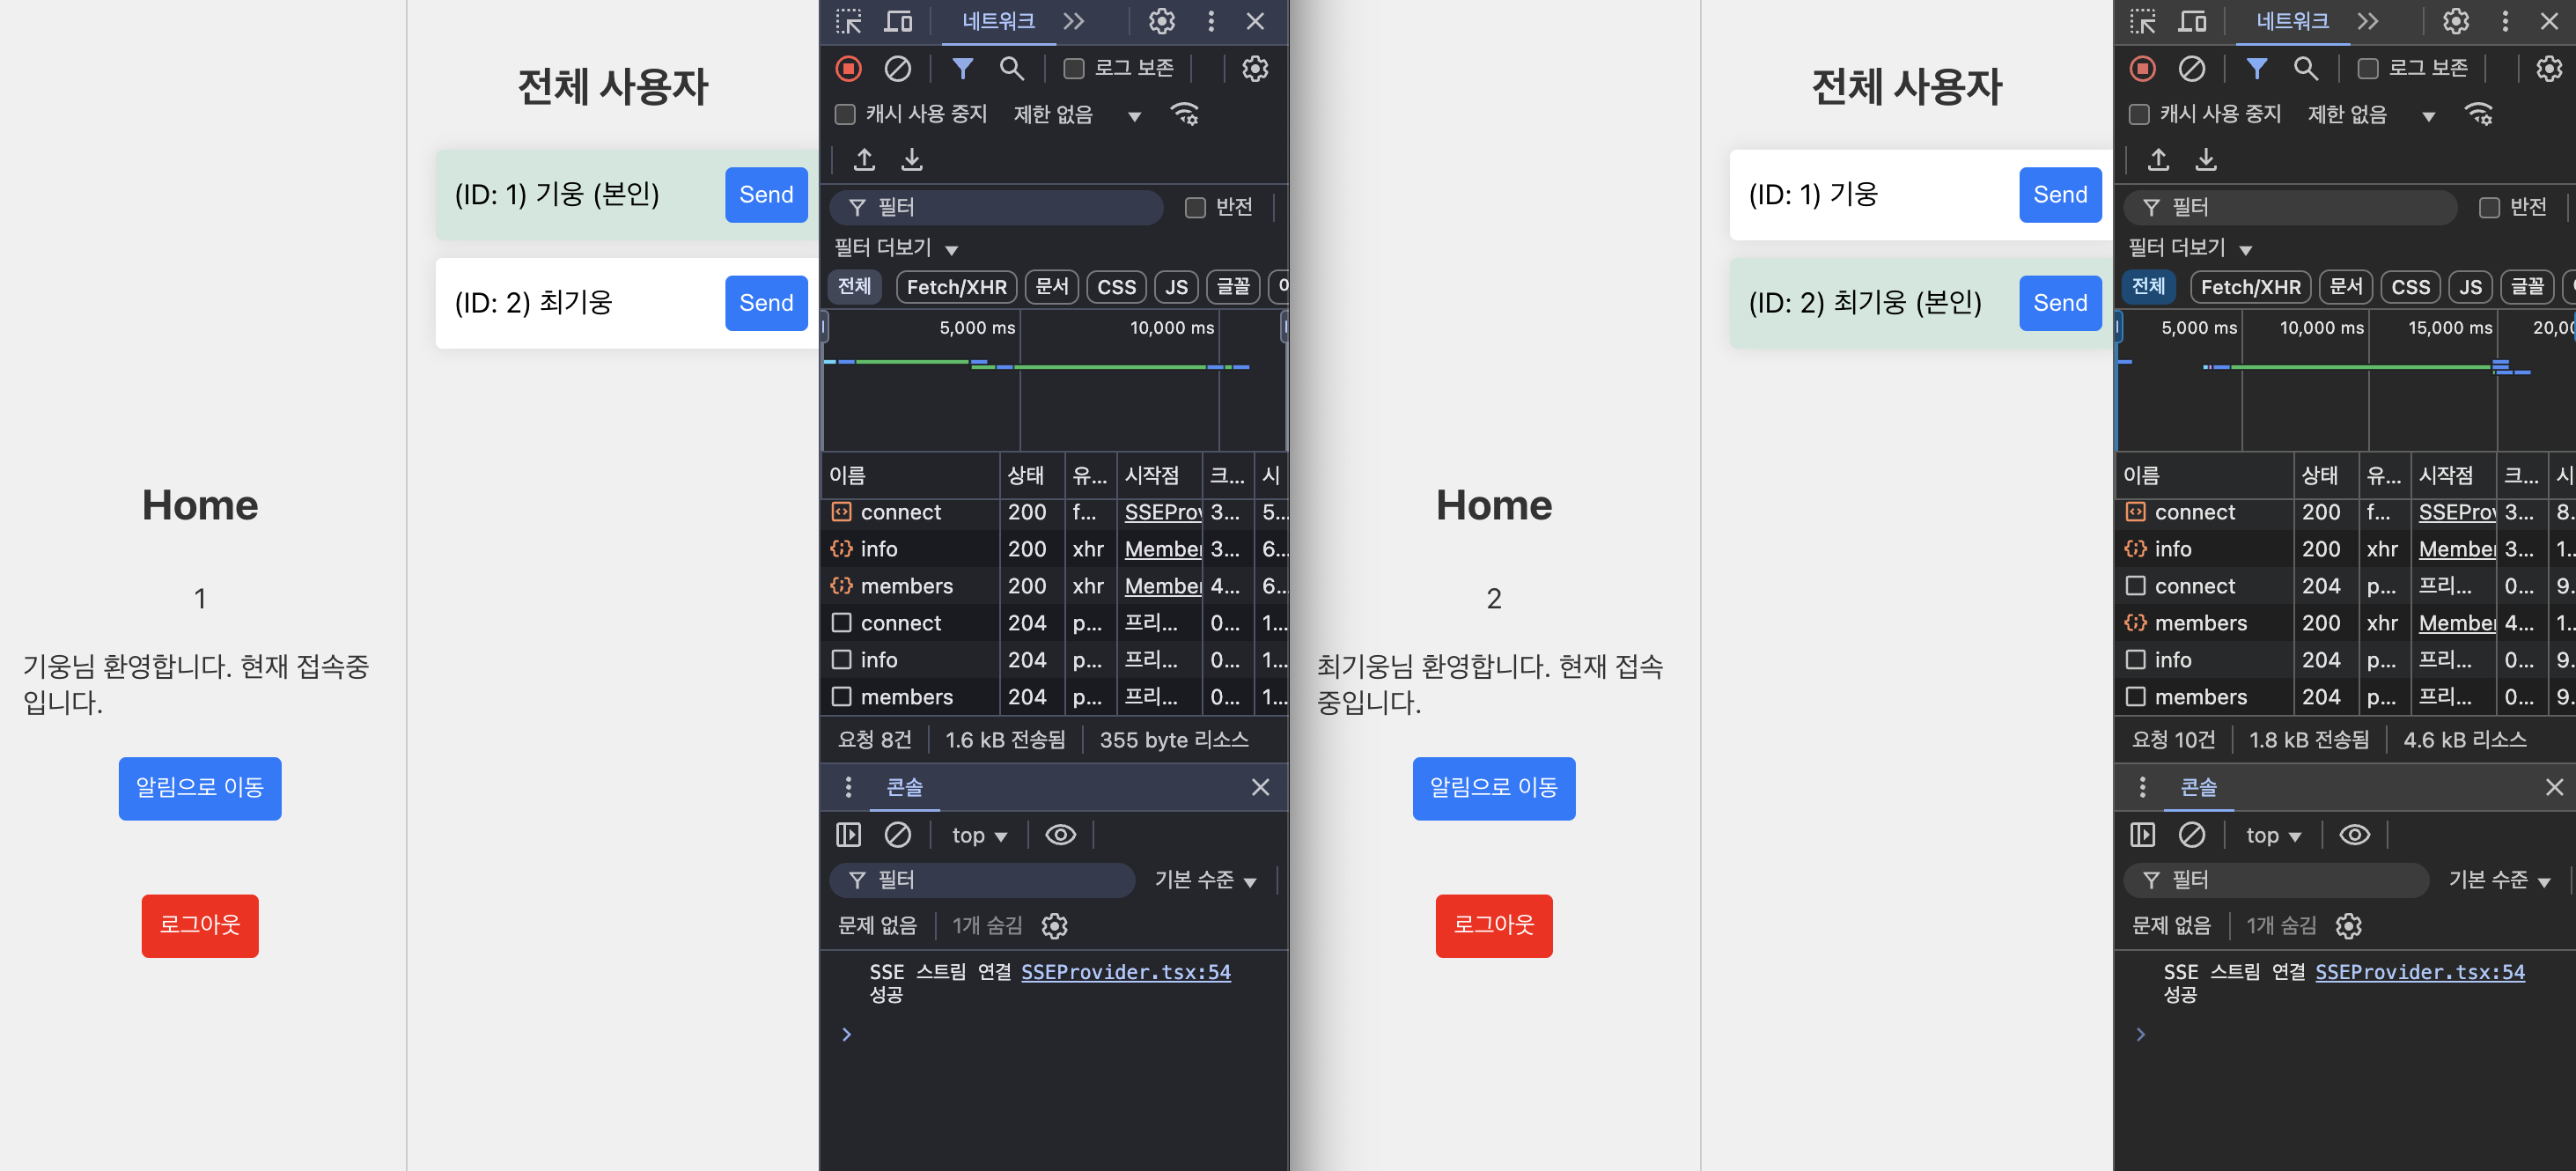 전체 사용자
(ID: 1) 기웅 (본인)
Send
(ID: 2) 최기웅
Send
Home
1
기웅님 환영합니다. 현재 접속중
입니다.
알림으로 이동
로그아웃
네트워크
로그 보존
캐시 사용 중지
제한 없음
필터
반전
필터 더보기
전체
Fetch/XHR
문서
CSS
JS
글꼴
5,000 ms
10,000 ms
이름 상태 유... 시작점 크... 시
connect 200 f... SSEProv 3... 5...
info 200 xhr Member 3... 6...
members 200 xhr Member 4... 6...
connect 204 p... 프리... 0... 1...
info 204 p... 프리... 0... 1...
members 204 p... 프리... 0... 1...
요청 8건 1.6 kB 전송됨 355 byte 리소스
콘솔
top
필터
기본 수준
문제 없음
1개 숨김
SSE 스트림 연결 SSEProvider.tsx:54
성공
전체 사용자
(ID: 1) 기웅
Send
(ID: 2) 최기웅 (본인)
Send
Home
2
최기웅님 환영합니다. 현재 접속
중입니다.
알림으로 이동
로그아웃
네트워크
로그 보존
캐시 사용 중지
제한 없음
필터
반전
필터 더보기
전체
Fetch/XHR
문서
CSS
JS
글꼴
5,000 ms
10,000 ms
15,000 ms
20,0
이름 상태 유... 시작점 크... 시
connect 200 f... SSEProv 3... 8.
info 200 xhr Member 3... 1..
connect 204 p... 프리... 0... 9.
members 200 xhr Member 4... 1..
info 204 p... 프리... 0... 9.
members 204 p... 프리... 0... 9.
요청 10건 1.8 kB 전송됨 4.6 kB 리소스
콘솔
top
필터
기본 수준
문제 없음
1개 숨김
SSE 스트림 연결 SSEProvider.tsx:54
성공